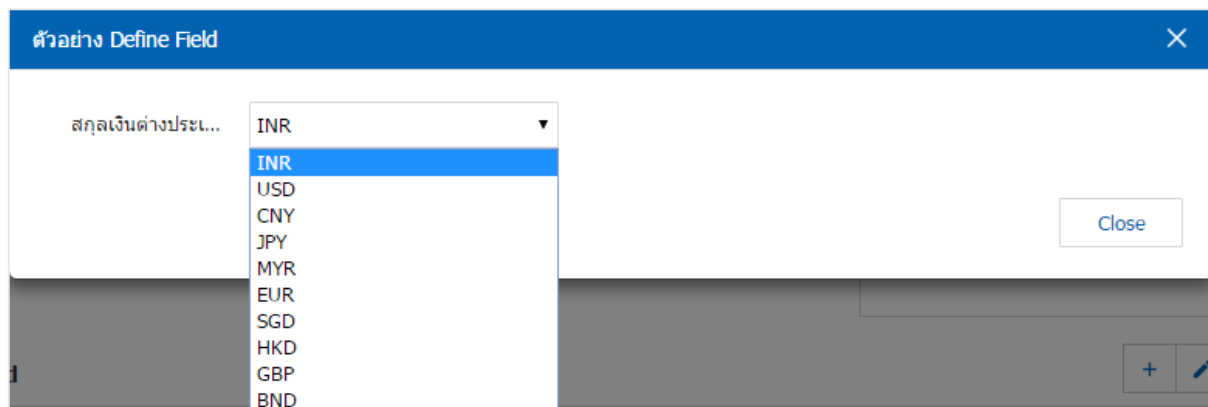 ตัวอย่าง Define Field
สกุลเงินต่างประเ... INR
INR
USD
CNY
JPY
MYR
EUR
SGD
HKD
GBP
BND
Close